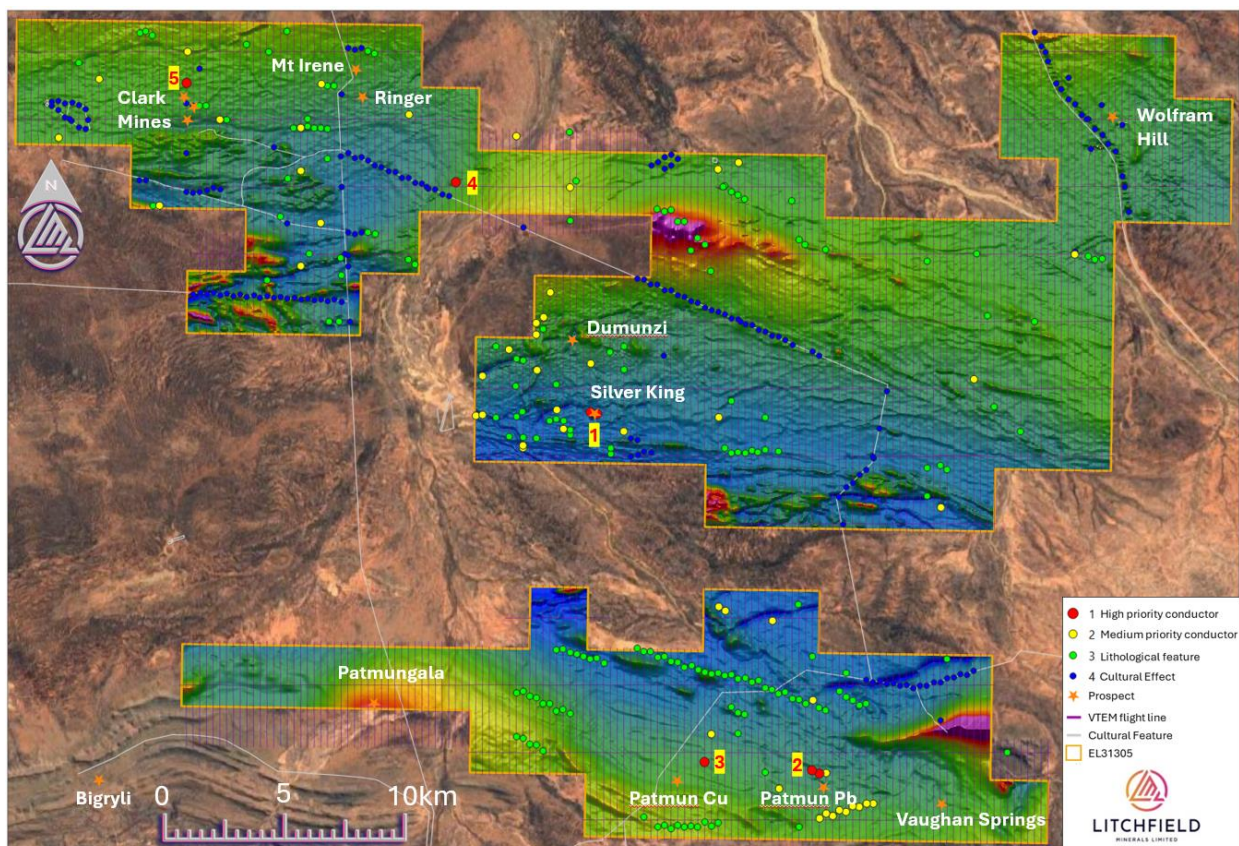 Mt Irene
5
Clark
Mines
Ringer
Wolfram
Hill
N
4
Dumunzi
Silver King
1
1 High priority conductor
2 Medium priority conductor
3 Lithological feature
4 Cultural Effect
Prospect
VTEM flight line
Cultural Feature
EL31305
Patmungala
3
2
Bigryli
0
5
10km
Patmun Cu
Patmun Pb
Vaughan Springs
LITCHFIELD
MINERALS LIMITED